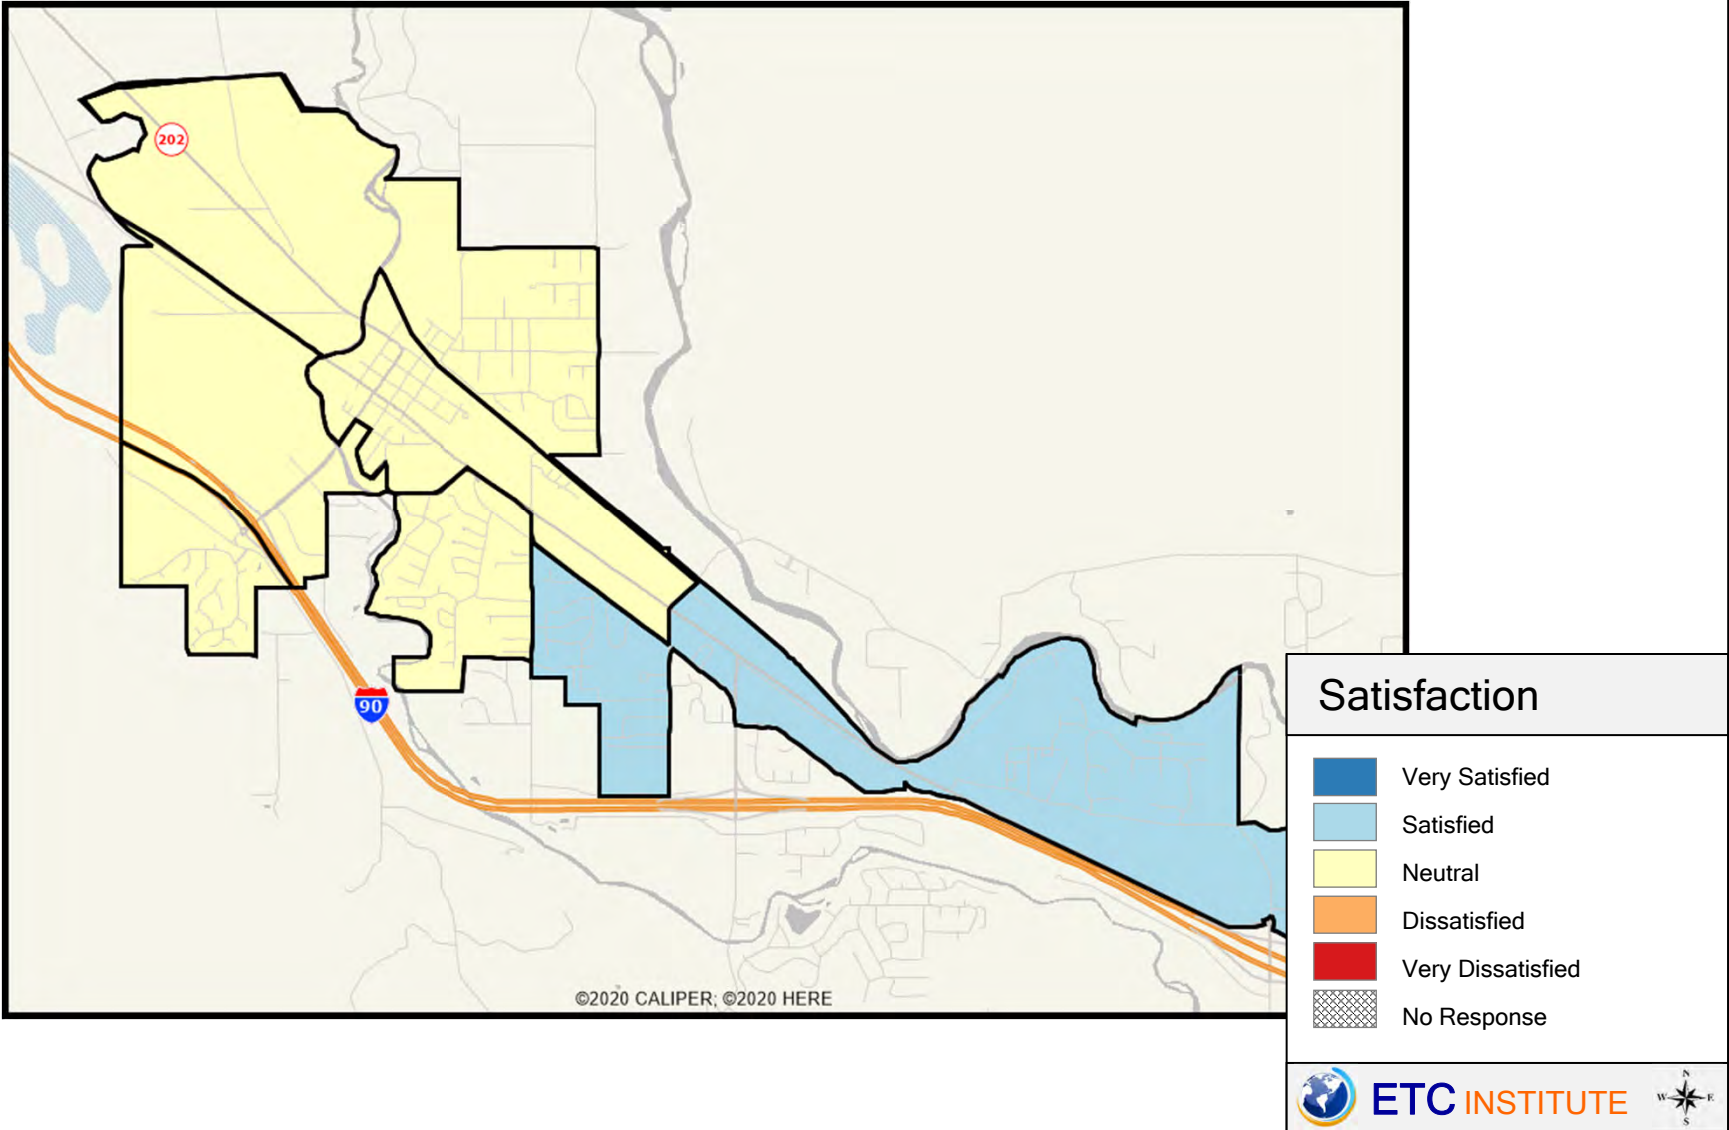 202
90
©2020 CALIPER; ©2020 HERE
Satisfaction
Very Satisfied
Satisfied
Neutral
Dissatisfied
Very Dissatisfied
No Response
ETC INSTITUTE
N
W E
S